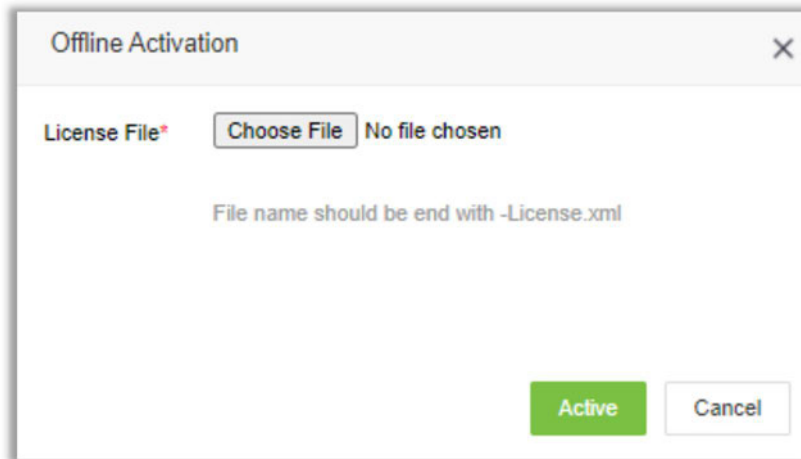 Offline Activation
License File* Choose File No file chosen
File name should be end with -License.xml
Active Cancel